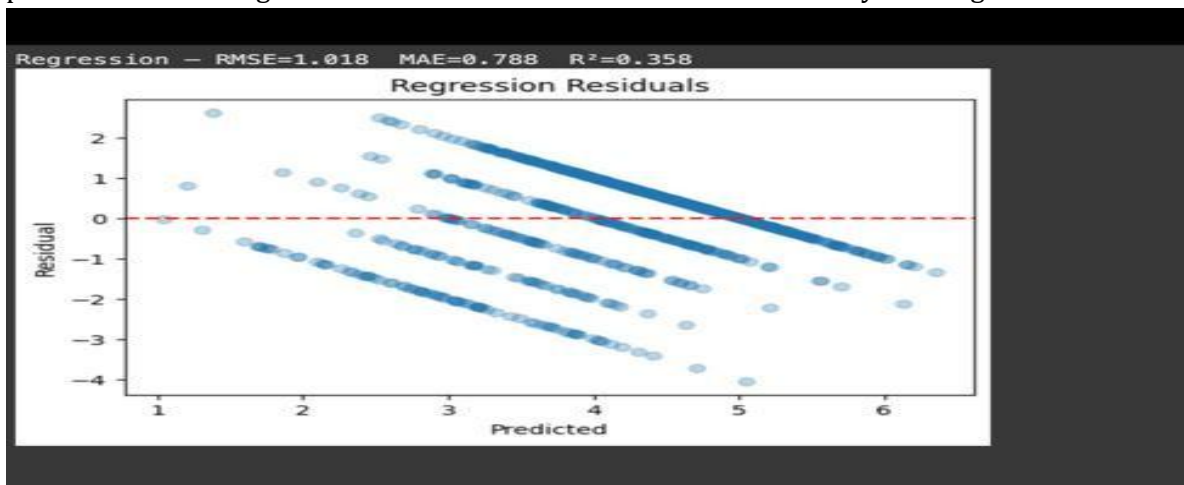 Regression — RMSE=1.018 MAE=0.788 R²=0.358
Regression Residuals
2
1
0
−1
−2
−3
−4
Residual
1 2 3 4 5 6
Predicted